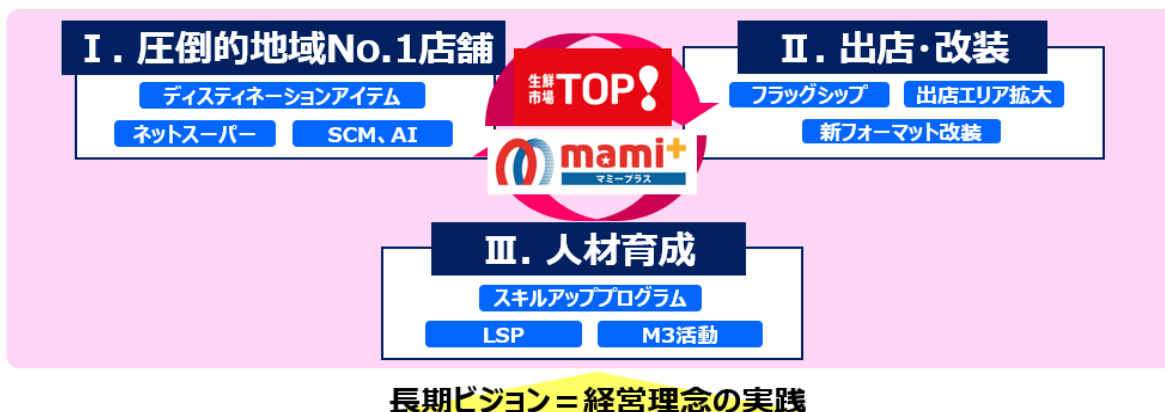 Ⅰ. 圧倒的地域No.1店舗
ディスティネーションアイテム
ネットスーパー
SCM、AI
生鮮市場TOP!
mami+
マミープラス
Ⅱ. 出店・改装
フラッグシップ
出店エリア拡大
新フォーマット改装
Ⅲ. 人材育成
スキルアッププログラム
LSP
M3活動
長期ビジョン=経営理念の実践